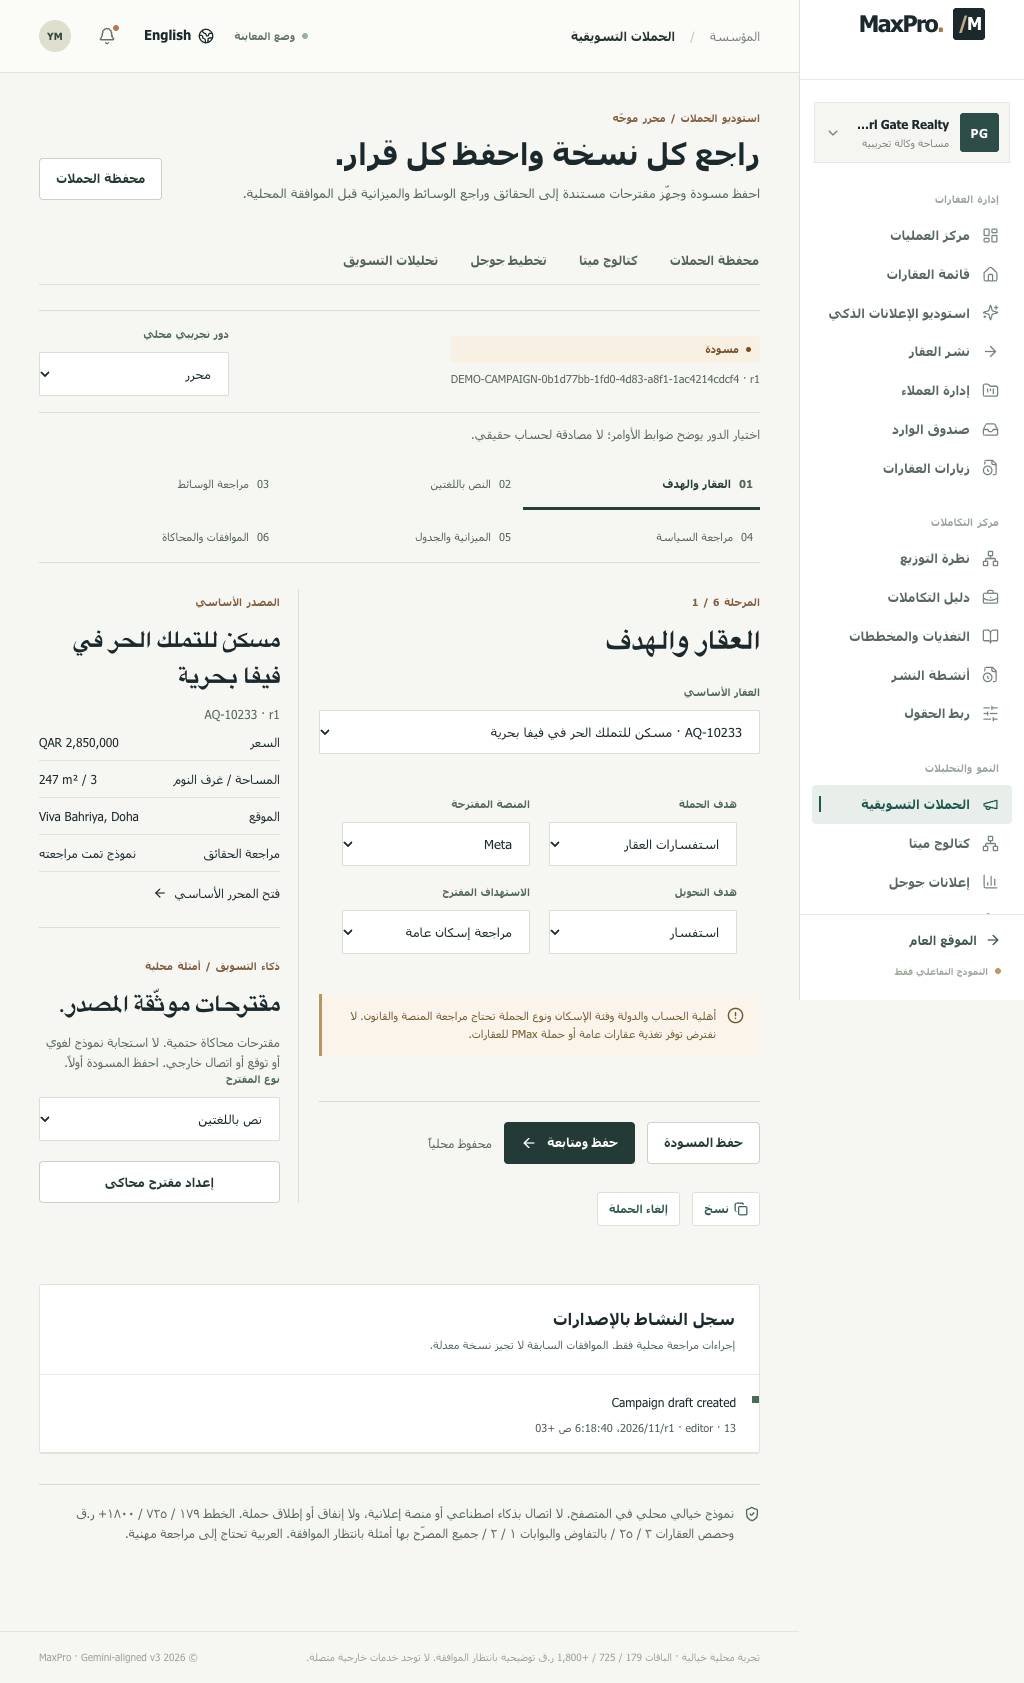 MaxPro.
/M
PG
rl Gate Realty...
مساحة وكالة تجريبية
إدارة العقارات
مركز العمليات
قائمة العقارات
استوديو الإعلانات الذكي
نشر العقار
إدارة العملاء
صندوق الوارد
زيارات العقارات
مركز التكاملات
نظرة التوزيع
دليل التكاملات
التغذيات والمخططات
أنشطة النشر
ربط الحقول
النمو والتحليلات
الحملات التسويقية
كتالوج ميتا
إعلانات جوجل
الموقع العام
النموذج التفاعلي فقط
المؤسسة / الحملات التسويقية
وضع المعاينة
English
YM
استوديو الحملات / محرر موجّه
راجع كل نسخة واحفظ كل قرار.
احفظ مسودة وجهّز مقترحات مستندة إلى الحقائق وراجع الوسائط والميزانية قبل الموافقة المحلية.
محفظة الحملات
محفظة الحملات
كتالوج ميتا
تخطيط جوجل
تحليلات التسويق
مسودة
DEMO-CAMPAIGN-0b1d77bb-1fd0-4d83-a8f1-1ac4214cdcf4 · r1
دور تجريبي محلي
محرر
اختيار الدور يوضح ضوابط الأوامر؛ لا مصادقة لحساب حقيقي.
01 العقار والهدف
02 النص باللغتين
03 مراجعة الوسائط
04 مراجعة السياسة
05 الميزانية والجدول
06 الموافقات والمحاكاة
المرحلة 6 / 1
العقار والهدف
العقار الأساسي
AQ-10233 · مسكن للتملك الحر في فيفا بحرية
هدف الحملة
استفسارات العقار
المنصة المقترحة
Meta
هدف التحويل
استفسار
الاستهداف المقترح
مراجعة إسكان عامة
أهلية الحساب والدولة وفئة الإسكان ونوع الحملة تحتاج مراجعة المنصة والقانون. لا
نفترض توفر تغذية عقارات عامة أو حملة PMax للعقارات.
حفظ المسودة
حفظ ومتابعة
محفوظ محلياً
نسخ
إلغاء الحملة
المصدر الأساسي
مسكن للتملك الحر في
فيفا بحرية
AQ-10233 · r1
السعر QAR 2,850,000
المساحة / غرف النوم 247 m² / 3
الموقع Viva Bahriya, Doha
مراجعة الحقائق نموذج تمت مراجعته
فتح المحرر الأساسي
ذكاء التسويق / أمثلة محلية
مقترحات موثّقة المصدر.
مقترحات محاكاة حتمية. لا استجابة نموذج لغوي
أو توقع أو اتصال خارجي. احفظ المسودة أولاً.
نوع المقترح
نص باللغتين
إعداد مقترح محاكى
سجل النشاط بالإصدارات
إجراءات مراجعة محلية فقط. الموافقات السابقة لا تجيز نسخة معدلة.
Campaign draft created
03+ ص 6:18:40 ،2026/11/r1 · editor · 13
نموذج خيالي محلي في المتصفح. لا اتصال بذكاء اصطناعي أو منصة إعلانية، ولا إنفاق أو إطلاق حملة. الخطط ١٧٩ / ٧٢٥ / ١٨٠٠+ ر.ق
وحصص العقارات ٣ / ٢٥ / بالتفاوض والبوابات ١ / ٢ / جميع المصرّح بها أمثلة بانتظار الموافقة. العربية تحتاج إلى مراجعة مهنية.
تجربة محلية خيالية · الباقات 179 / 725 / 1,800+ ر.ق توضيحية بانتظار الموافقة. لا توجد خدمات خارجية متصلة.
MaxPro · Gemini-aligned v3 2026 ©